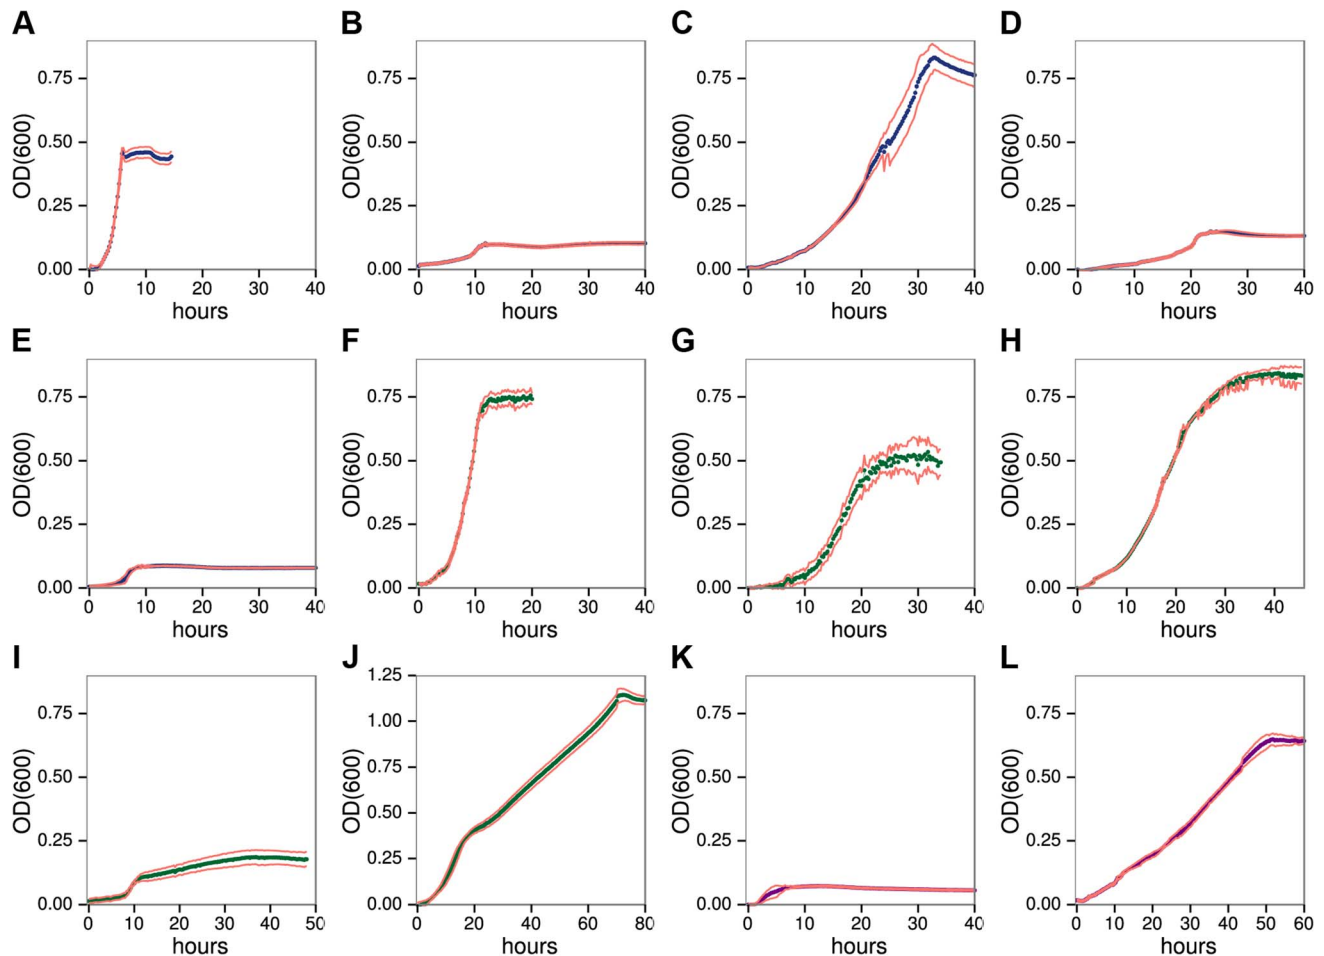 A B C D
OD(600) 0.75 OD(600) 0.75 OD(600) 0.75 OD(600) 0.75
0.50 0.50 0.50 0.50
0.25 0.25 0.25 0.25
0.00 0.00 0.00 0.00
0 10 20 30 40 0 10 20 30 40 0 10 20 30 40 0 10 20 30 40
hours hours hours hours
E F G H
OD(600) 0.75 OD(600) 0.75 OD(600) 0.75 OD(600) 0.75
0.50 0.50 0.50 0.50
0.25 0.25 0.25 0.25
0.00 0.00 0.00 0.00
0 10 20 30 40 0 10 20 30 40 0 10 20 30 40 0 10 20 30 40
hours hours hours hours
I J K L
1.25
OD(600) 0.75 OD(600) 1.00 OD(600) 0.75 OD(600) 0.75
0.50 0.75 0.50 0.50
0.50
0.25 0.25 0.25 0.25
0.00 0.00 0.00 0.00
0 10 20 30 40 50 0 20 40 60 80 0 10 20 30 40 0 10 20 30 40 50 60
hours hours hours hours